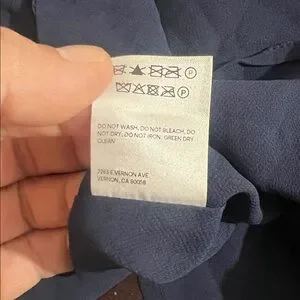 P
P
DO NOT WASH, DO NOT BLEACH, DO
NOT DRY, DO NOT IRON, GREEN DRY
CLEAN
E VERNON AVE.
VERNON, CA 90058